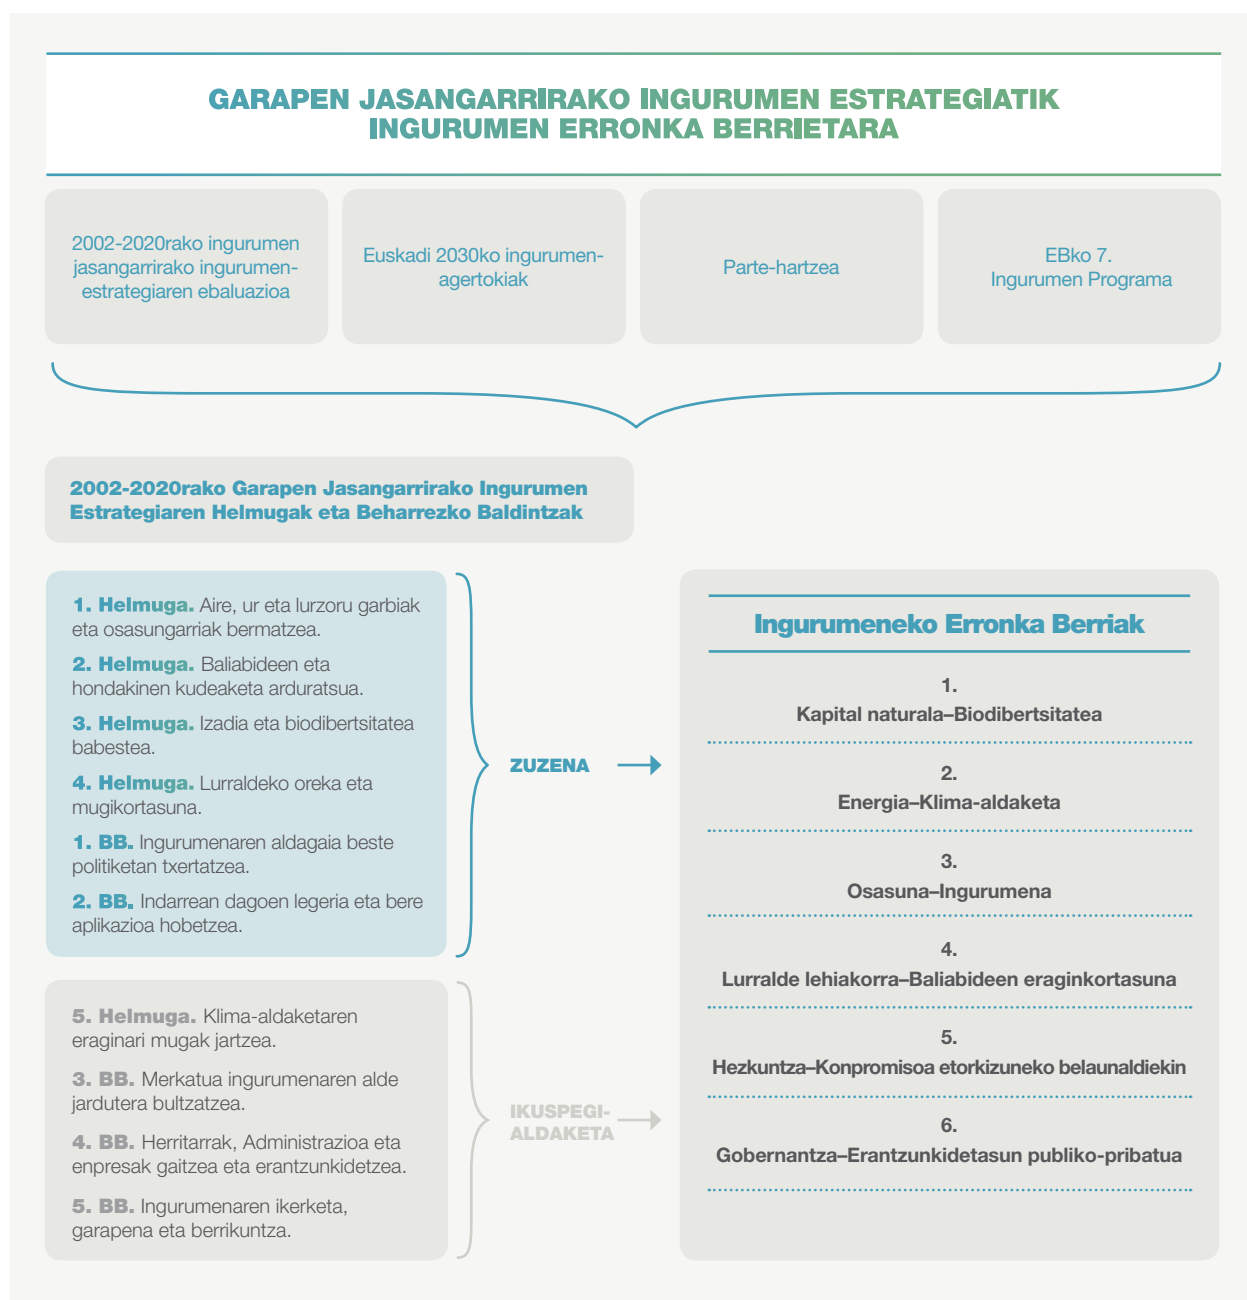 GARAPEN JASANGARRIRAKO INGURUMEN ESTRATEGIATIK
INGURUMEN ERRONKA BERRIETARA
2002-2020rako ingurumen
jasangarrirako ingurumen-
estrategiaren ebaluazioa
Euskadi 2030ko ingurumen-
agertokiak
Parte-hartzea
EBko 7.
Ingurumen Programa
2002-2020rako Garapen Jasangarrirako Ingurumen
Estrategiaren Helmugak eta Beharrezko Baldintzak
1. Helmuga. Aire, ur eta lurzoru garbiak
eta osasungarriak bermatzea.
2. Helmuga. Baliabideen eta
hondakinen kudeaketa arduratsua.
3. Helmuga. Izadia eta biodibertsitatea
babestea.
4. Helmuga. Lurraldeko oreka eta
mugikortasuna.
1. BB. Ingurumenaren aldagaia beste
politiketan txertatzea.
2. BB. Indarrean dagoen legeria eta bere
aplikazioa hobetzea.
ZUZENA
5. Helmuga. Klima-aldaketaren
eraginari mugak jartzea.
3. BB. Merkatua ingurumenaren alde
jardutera bultzatzea.
4. BB. Herritarrak, Administrazioa eta
enpresak gaitzea eta erantzunkidetzea.
5. BB. Ingurumenaren ikerketa,
garapena eta berrikuntza.
IKUSPEGI-
ALDAKETA
Ingurumeneko Erronka Berriak
1.
Kapital naturala–Biodibertsitatea
2.
Energia–Klima-aldaketa
3.
Osasuna–Ingurumena
4.
Lurralde lehiakorra–Baliabideen eraginkortasuna
5.
Hezkuntza–Konpromisoa etorkizuneko belaunaldiekin
6.
Gobernantza–Erantzunkidetasun publiko-pribatua